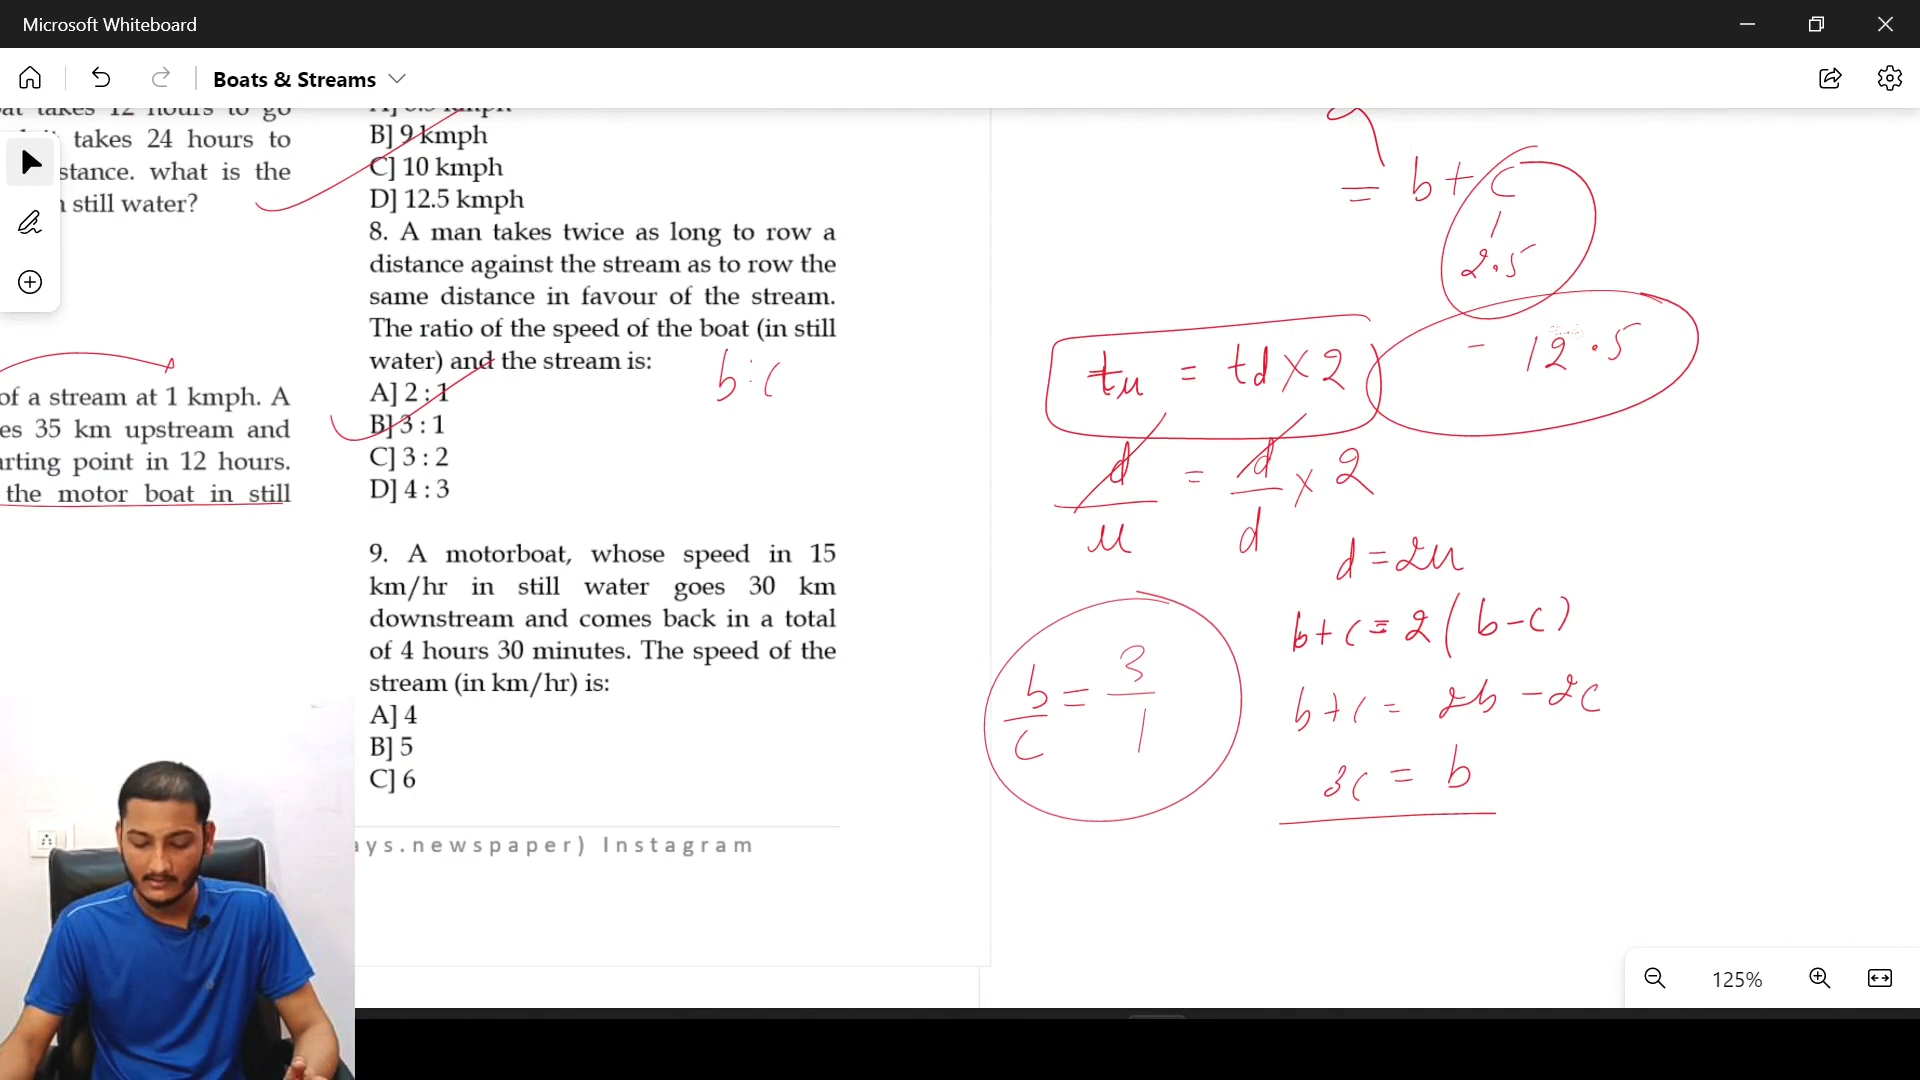 Microsoft Whiteboard
Boats & Streams
takes 12 hours to go
takes 24 hours to
stance. what is the
still water?
of a stream at 1 kmph. A
es 35 km upstream and
arting point in 12 hours.
the motor boat in still
B] 9 kmph
C] 10 kmph
D] 12.5 kmph
8. A man takes twice as long to row a
distance against the stream as to row the
same distance in favour of the stream.
The ratio of the speed of the boat (in still
water) and the stream is:
b:c
A] 2 : 1
B] 3 : 1
C] 3 : 2
D] 4 : 3
9. A motorboat, whose speed in 15
km/hr in still water goes 30 km
downstream and comes back in a total
of 4 hours 30 minutes. The speed of the
stream (in km/hr) is:
A] 4
B] 5
C] 6
ays.newspaper) Instagram
= b+c
2.5
- 12.5
tu = td×2
d/u = d/d × 2
d = 2u
b+c = 2(b-c)
b+c = 2b-2c
3c = b
b/c = 3/1
125%